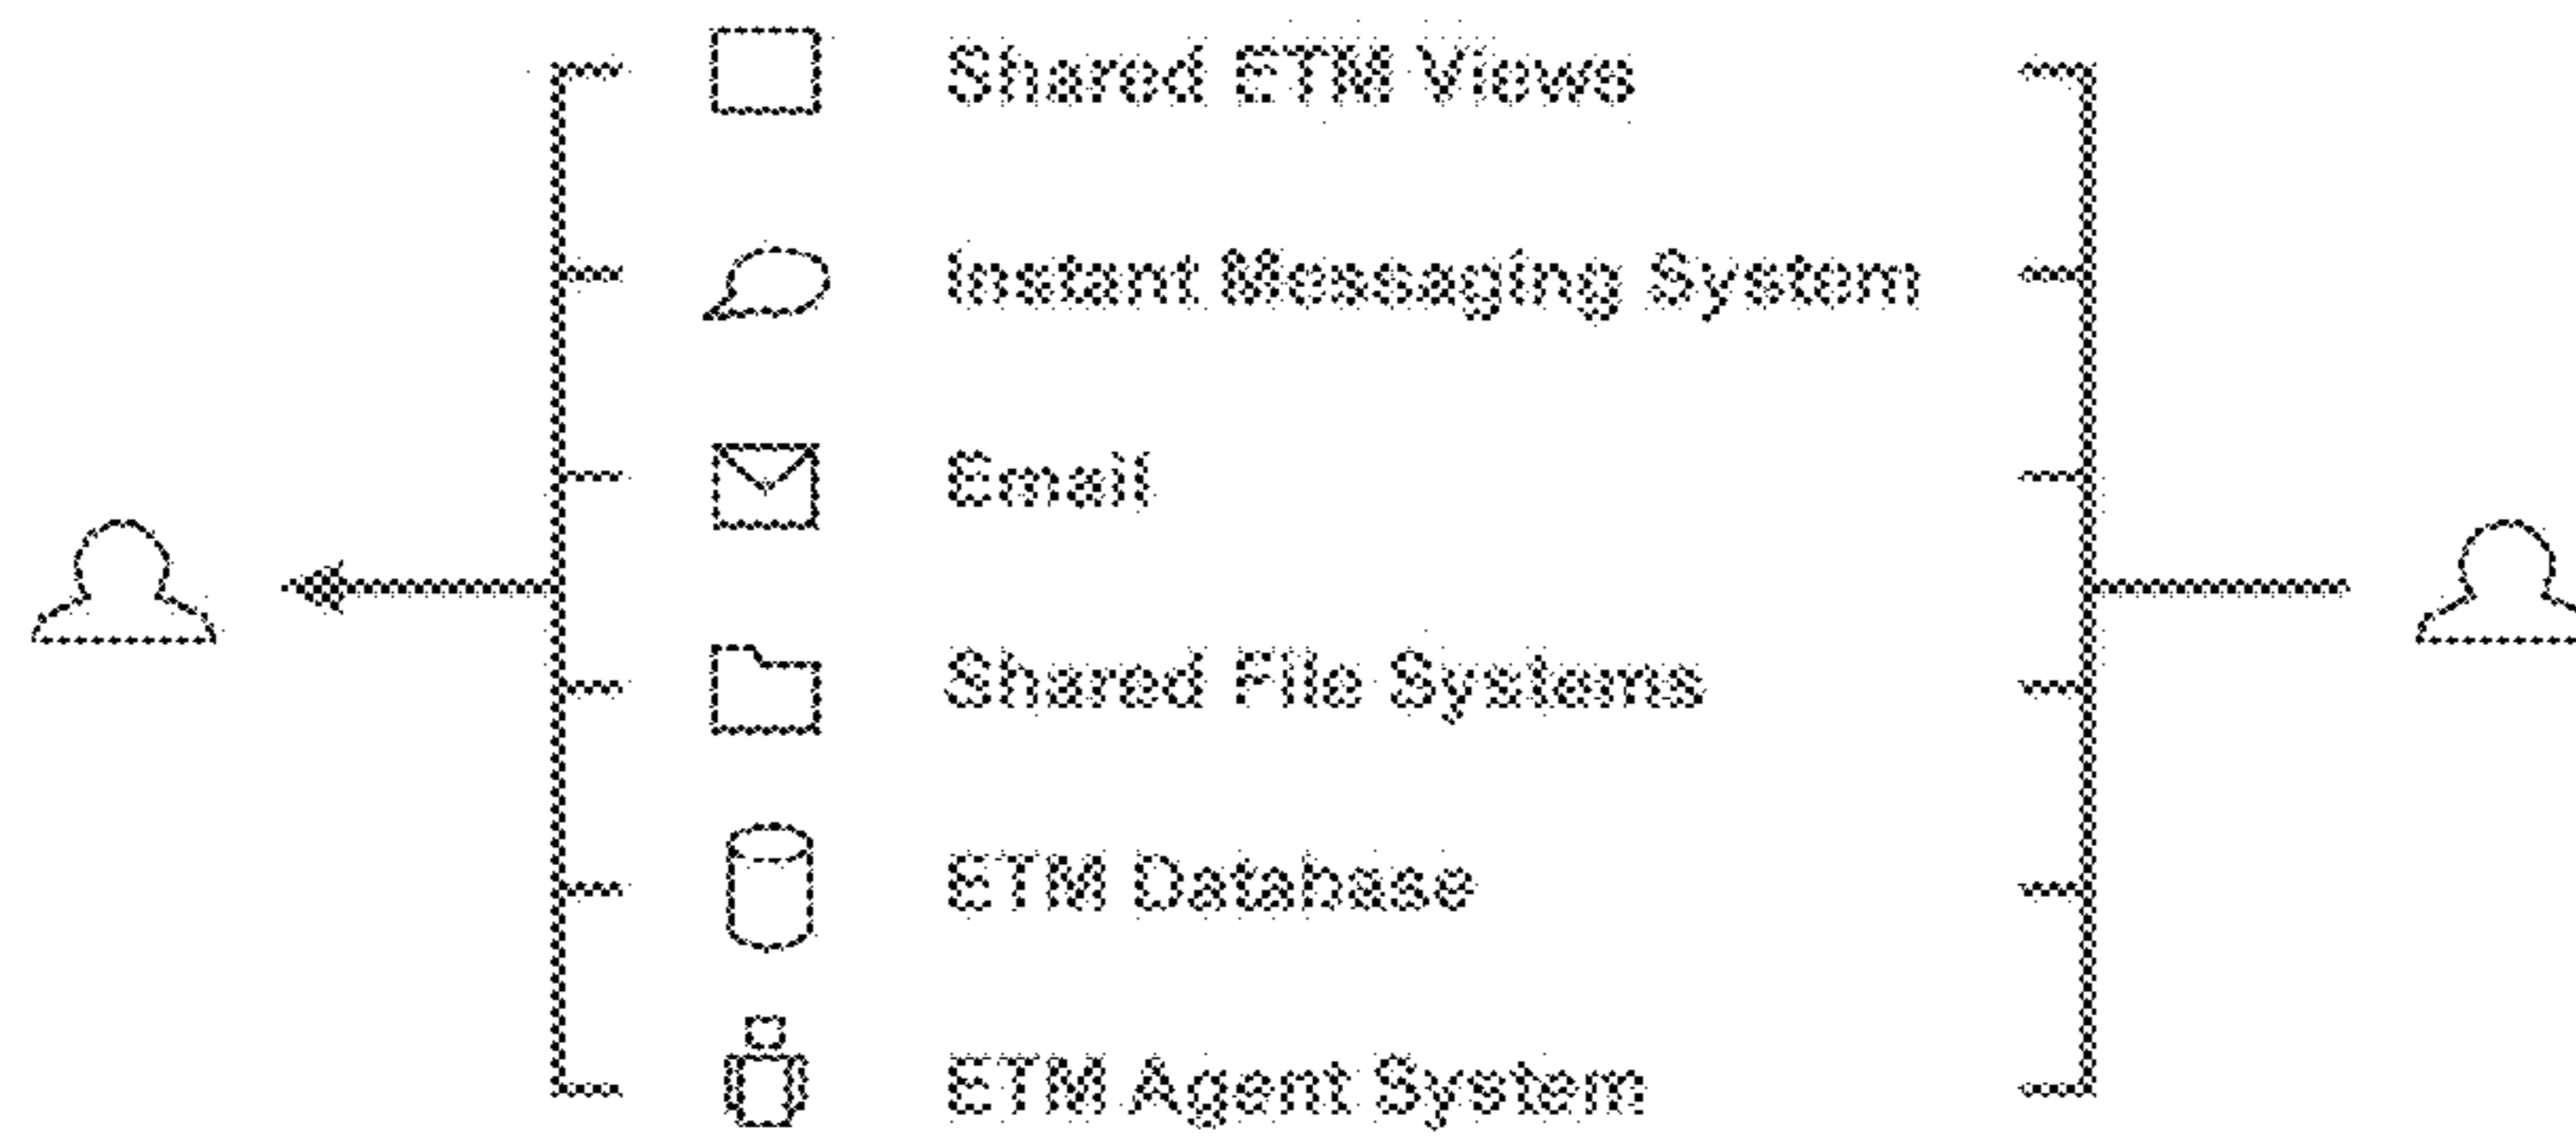 Shared ETM Views
Instant Messaging System
Email
Shared File Systems
ETM Database
ETM Agent System